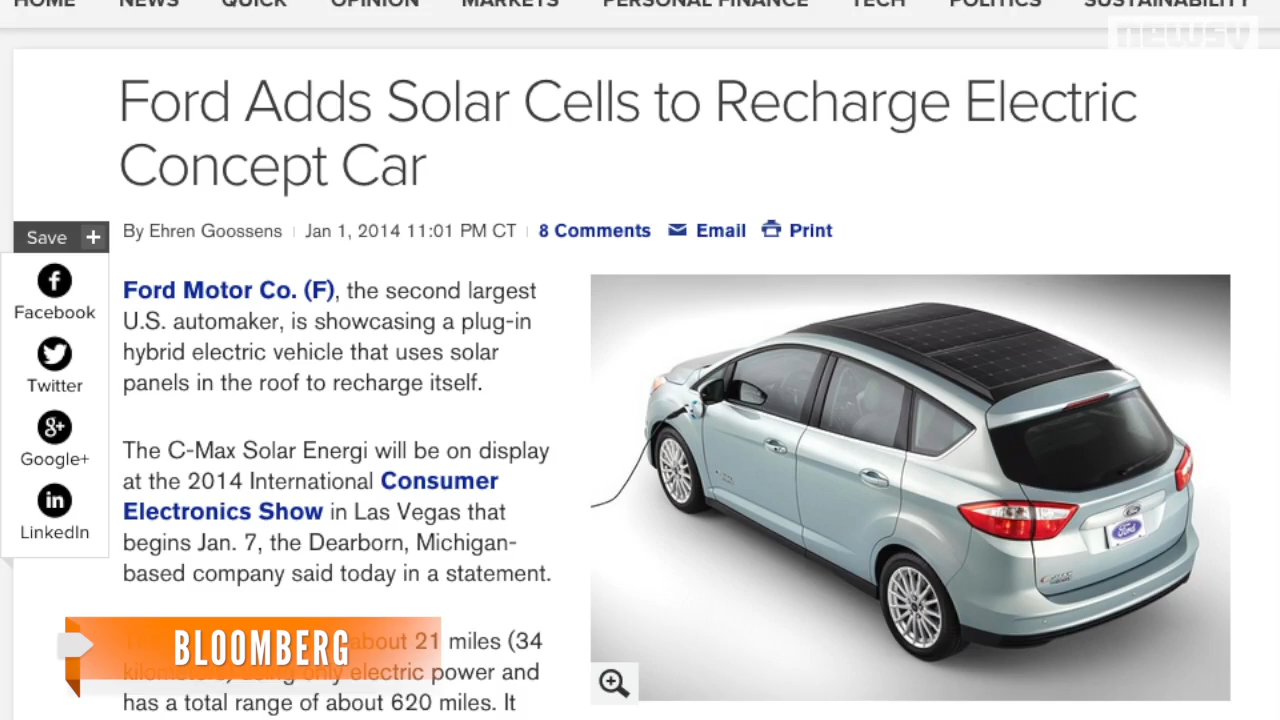 HOME NEWS QUICK OPINION MARKETS PERSONAL FINANCE TECH POLITICS SUSTAINABILITY
newsy
Ford Adds Solar Cells to Recharge Electric
Concept Car
Save +
By Ehren Goossens | Jan 1, 2014 11:01 PM CT | 8 Comments Email Print
Facebook
Twitter
Google+
LinkedIn
Ford Motor Co. (F), the second largest
U.S. automaker, is showcasing a plug-in
hybrid electric vehicle that uses solar
panels in the roof to recharge itself.
The C-Max Solar Energi will be on display
at the 2014 International Consumer
Electronics Show in Las Vegas that
begins Jan. 7, the Dearborn, Michigan-
based company said today in a statement.
about 21 miles (34
using only electric power and
has a total range of about 620 miles. It
BLOOMBERG
Ford